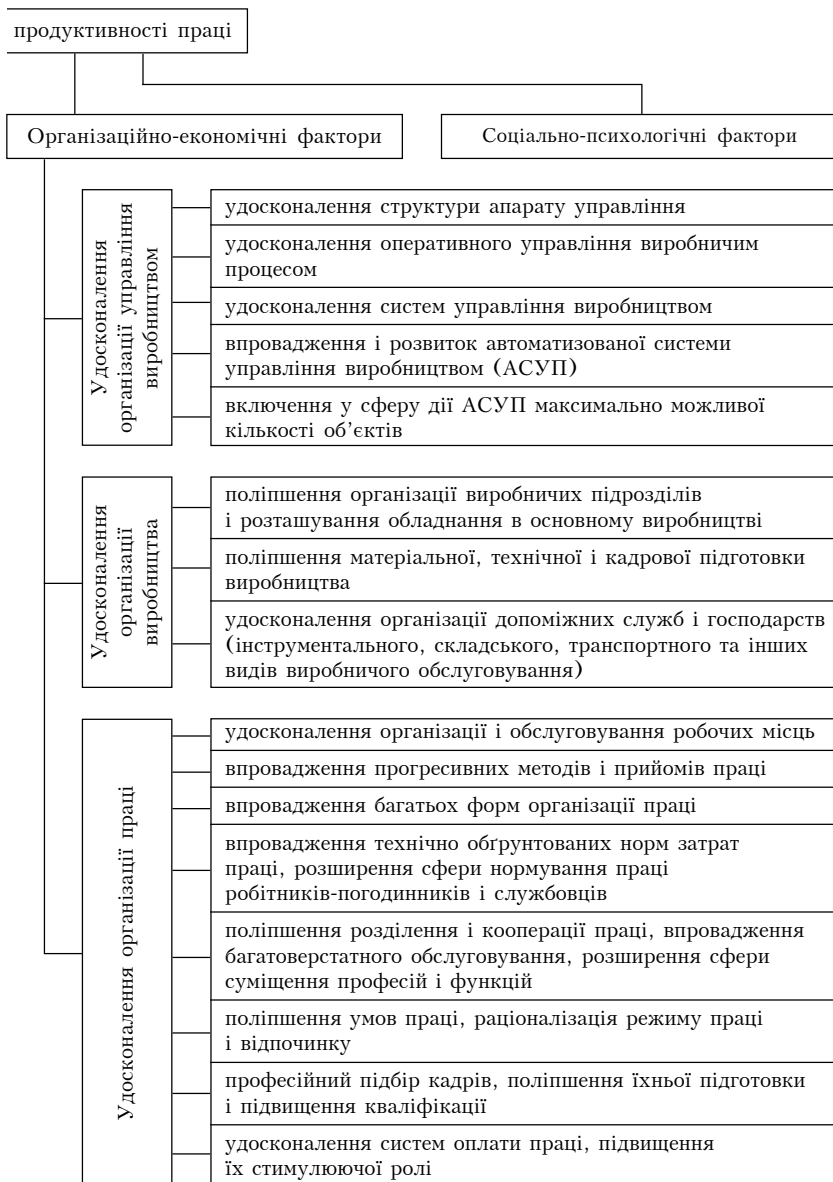 продуктивності праці
Організаційно-економічні фактори
Соціально-психологічні фактори
Удосконалення
організації управління
виробництвом
удосконалення структури апарату управління
удосконалення оперативного управління виробничим
процесом
удосконалення систем управління виробництвом
впровадження і розвиток автоматизованої системи
управління виробництвом (АСУП)
включення у сферу дії АСУП максимально можливої
кількості об’єктів
Удосконалення
організації
виробництва
поліпшення організації виробничих підрозділів
і розташування обладнання в основному виробництві
поліпшення матеріальної, технічної і кадрової підготовки
виробництва
удосконалення організації допоміжних служб і господарств
(інструментального, складського, транспортного та інших
видів виробничого обслуговування)
Удосконалення організації праці
удосконалення організації і обслуговування робочих місць
впровадження прогресивних методів і прийомів праці
впровадження багатьох форм організації праці
впровадження технічно обґрунтованих норм затрат
праці, розширення сфери нормування праці
робітників-погодинників і службовців
поліпшення розділення і кооперації праці, впровадження
багатоверстатного обслуговування, розширення сфери
суміщення професій і функцій
поліпшення умов праці, раціоналізація режиму праці
і відпочинку
професійний підбір кадрів, поліпшення їхньої підготовки
і підвищення кваліфікації
удосконалення систем оплати праці, підвищення
їх стимулюючої ролі